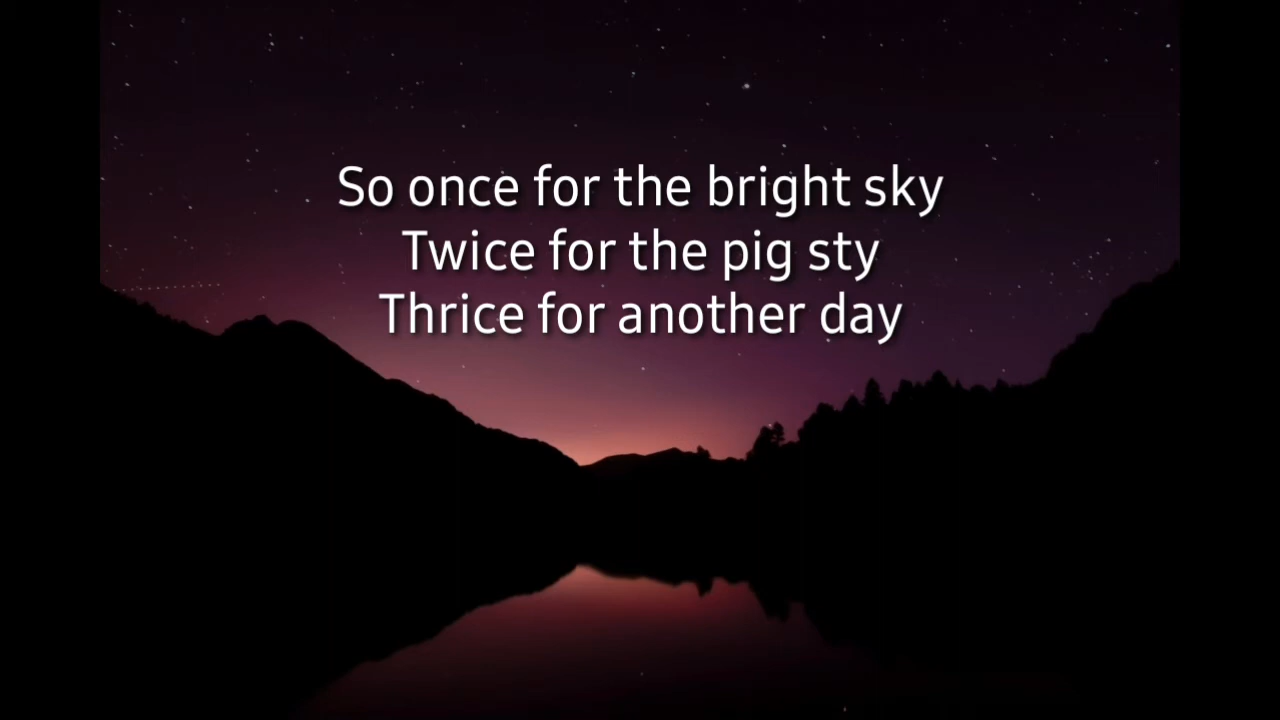 So once for the bright sky
Twice for the pig sty
Thrice for another day